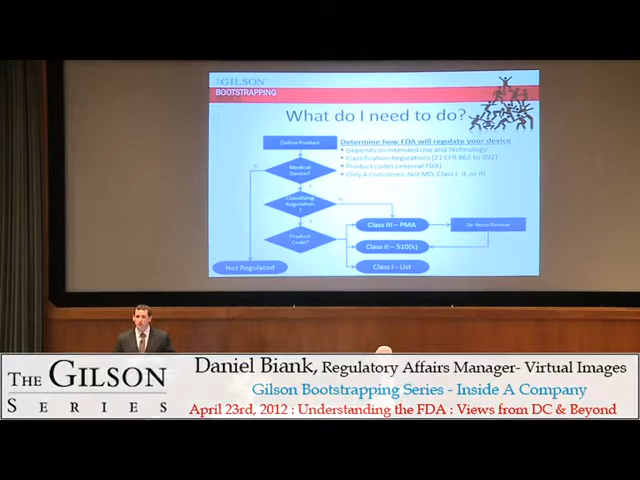 GILSON
BOOTSTRAPPING
What do I need to do?
Define Product
Determine how FDA will regulate your device
Depends on Intended Use and Technology
Classification Regulations (21 CFR 862 to 892)
Product codes (internal FDA)
Only 4 Outcomes: Not MD, Class I, II, or III
Medical Device?
Classifying Regulation ?
Product Code?
Class III – PMA
De Novo Review
Class II – 510(k)
Class I - List
Not Regulated
THE GILSON
SERIES
Daniel Biank, Regulatory Affairs Manager- Virtual Images
Gilson Bootstrapping Series - Inside A Company
April 23rd, 2012 : Understanding the FDA : Views from DC & Beyond